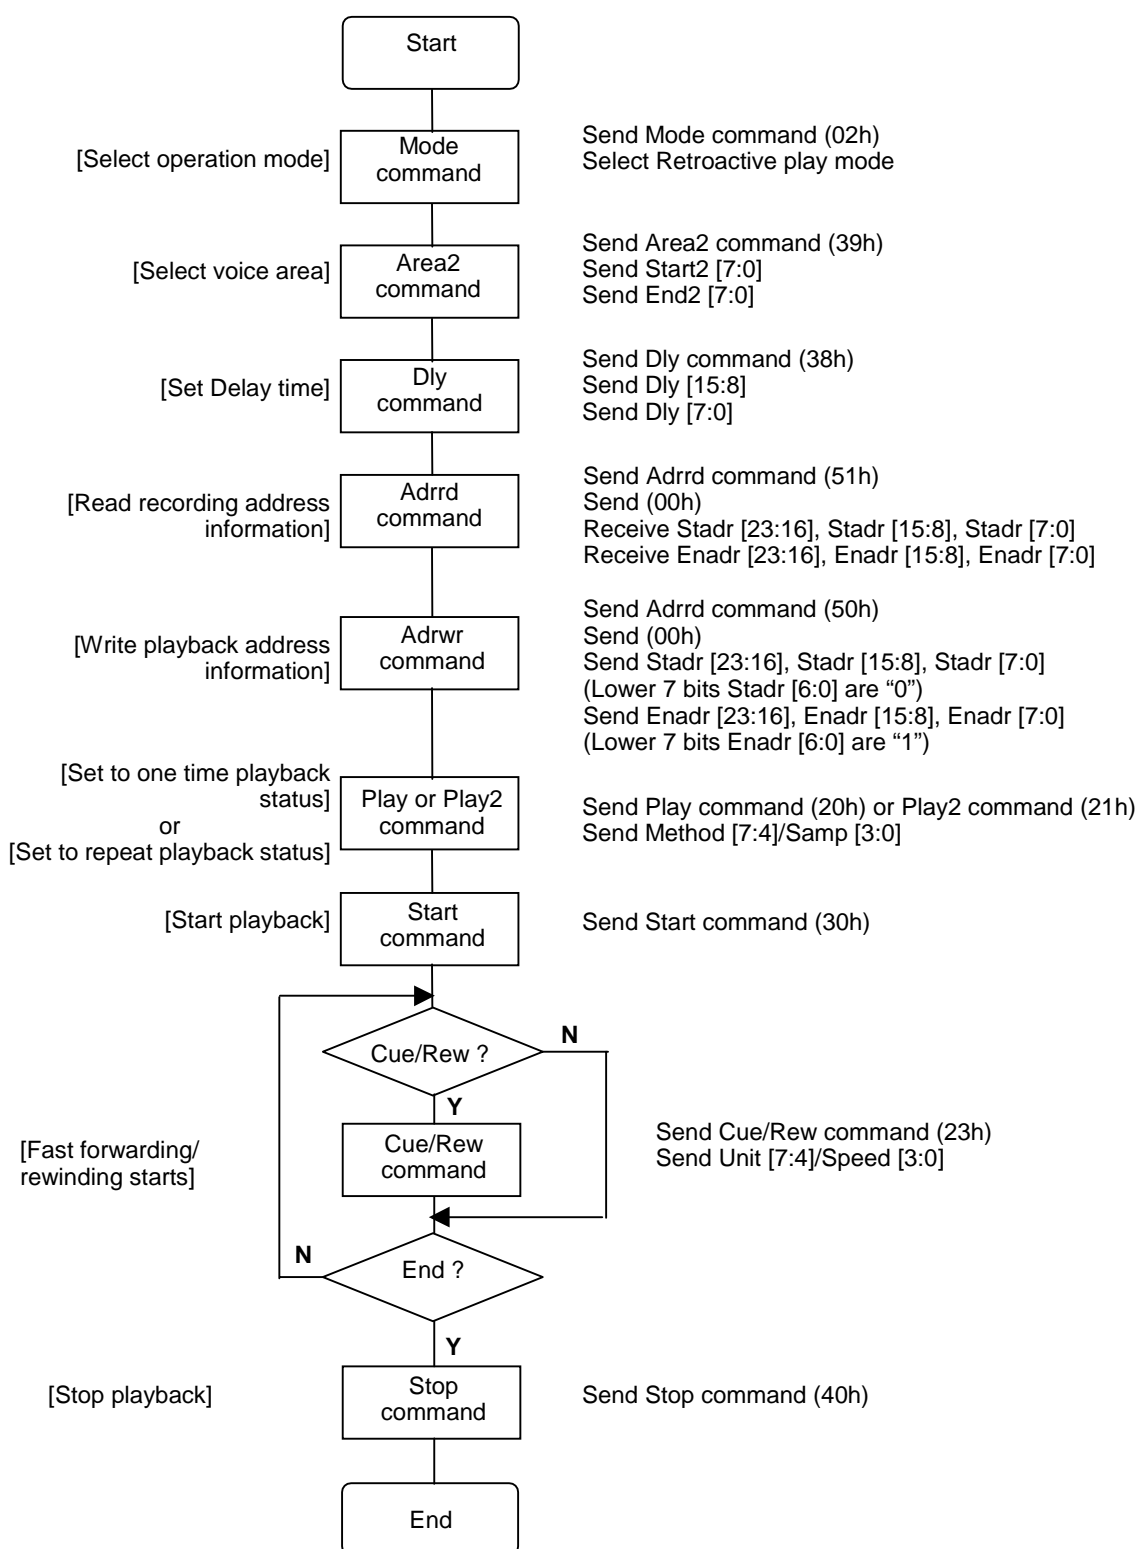 Start
[Select operation mode]
Mode
command
Send Mode command (02h)
Select Retroactive play mode
[Select voice area]
Area2
command
Send Area2 command (39h)
Send Start2 [7:0]
Send End2 [7:0]
[Set Delay time]
Dly
command
Send Dly command (38h)
Send Dly [15:8]
Send Dly [7:0]
[Read recording address
information]
Adrrd
command
Send Adrrd command (51h)
Send (00h)
Receive Stadr [23:16], Stadr [15:8], Stadr [7:0]
Receive Enadr [23:16], Enadr [15:8], Enadr [7:0]
[Write playback address
information]
Adrwr
command
Send Adrrd command (50h)
Send (00h)
Send Stadr [23:16], Stadr [15:8], Stadr [7:0]
(Lower 7 bits Stadr [6:0] are “0”)
Send Enadr [23:16], Enadr [15:8], Enadr [7:0]
(Lower 7 bits Enadr [6:0] are “1”)
[Set to one time playback
status]
or
[Set to repeat playback status]
Play or Play2
command
Send Play command (20h) or Play2 command (21h)
Send Method [7:4]/Samp [3:0]
[Start playback]
Start
command
Send Start command (30h)
Cue/Rew ?
N
Y
[Fast forwarding/
rewinding starts]
Cue/Rew
command
Send Cue/Rew command (23h)
Send Unit [7:4]/Speed [3:0]
N
End ?
Y
[Stop playback]
Stop
command
Send Stop command (40h)
End